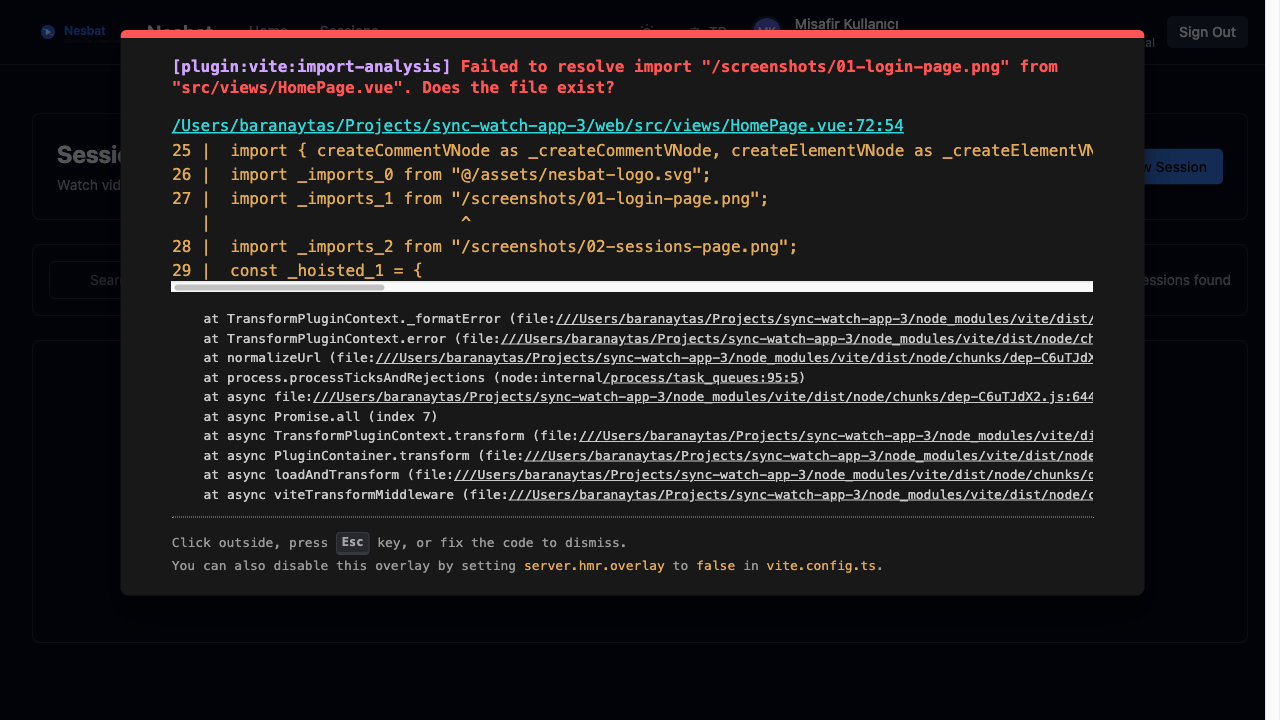 Nesbat
Nesbat
Home
Sessions
TR
MK
Misafir Kullanıcı
Sign Out
[plugin:vite:import-analysis] Failed to resolve import "/screenshots/01-login-page.png" from
"src/views/HomePage.vue". Does the file exist?
/Users/baranaytas/Projects/sync-watch-app-3/web/src/views/HomePage.vue:72:54
25 |  import { createCommentVNode as _createCommentVNode, createElementVNode as _createElementVN
26 |  import _imports_0 from "@/assets/nesbat-logo.svg";
27 |  import _imports_1 from "/screenshots/01-login-page.png";
   |                          ^
28 |  import _imports_2 from "/screenshots/02-sessions-page.png";
29 |  const _hoisted_1 = {
    at TransformPluginContext._formatError (file:///Users/baranaytas/Projects/sync-watch-app-3/node_modules/vite/dist/
    at TransformPluginContext.error (file:///Users/baranaytas/Projects/sync-watch-app-3/node_modules/vite/dist/node/ch
    at normalizeUrl (file:///Users/baranaytas/Projects/sync-watch-app-3/node_modules/vite/dist/node/chunks/dep-C6uTJdX
    at process.processTicksAndRejections (node:internal/process/task_queues:95:5)
    at async file:///Users/baranaytas/Projects/sync-watch-app-3/node_modules/vite/dist/node/chunks/dep-C6uTJdX2.js:644
    at async Promise.all (index 7)
    at async TransformPluginContext.transform (file:///Users/baranaytas/Projects/sync-watch-app-3/node_modules/vite/di
    at async PluginContainer.transform (file:///Users/baranaytas/Projects/sync-watch-app-3/node_modules/vite/dist/node
    at async loadAndTransform (file:///Users/baranaytas/Projects/sync-watch-app-3/node_modules/vite/dist/node/chunks/d
    at async viteTransformMiddleware (file:///Users/baranaytas/Projects/sync-watch-app-3/node_modules/vite/dist/node/c
Click outside, press Esc key, or fix the code to dismiss.
You can also disable this overlay by setting server.hmr.overlay to false in vite.config.ts.
Sessi
Watch vid
w Session
Sear
essions found